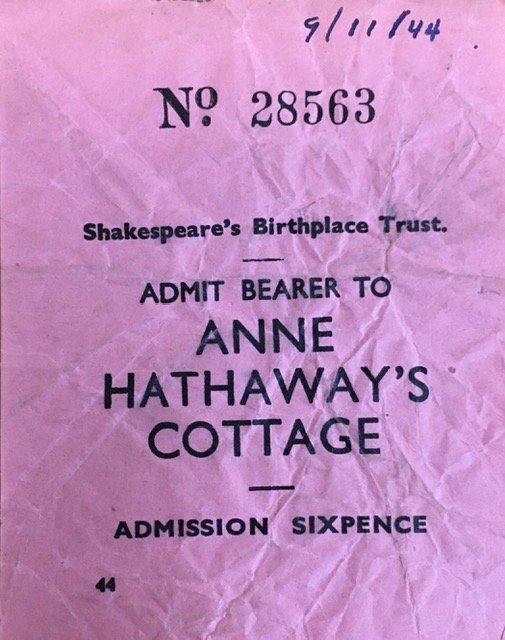 9/11/44
Nº 28563
Shakespeare's Birthplace Trust.
ADMIT BEARER TO
ANNE
HATHAWAY'S
COTTAGE
ADMISSION SIXPENCE
44